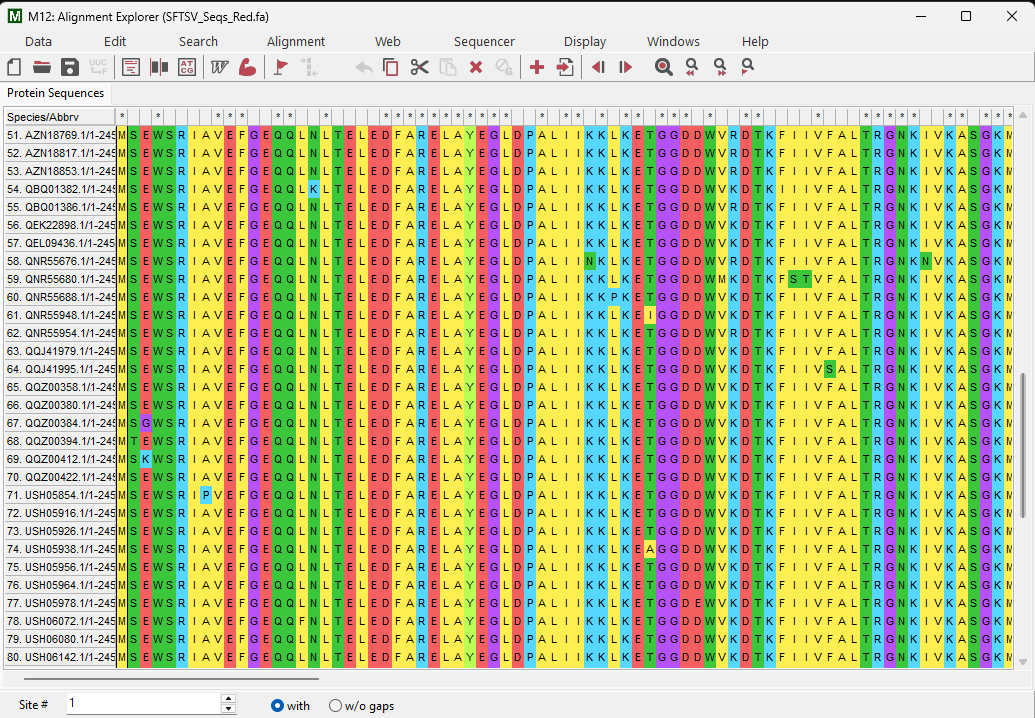 M12: Alignment Explorer (SFTSV_Seqs_Red.fa)
Data Edit Search Alignment Web Sequencer Display Windows Help
Protein Sequences
Species/Abbrv
51. AZN18769.1/1-245 M S E W S R I A V E F G E Q Q L N L T E L E D F A R E L A Y E G L D P A L I I K K L K E T G G D D W V R D T K F I I V F A L T R G N K I V K A S G K M
52. AZN18817.1/1-245 M S E W S R I A V E F G E Q Q L N L T E L E D F A R E L A Y E G L D P A L I I K K L K E T G G D D W V R D T K F I I V F A L T R G N K I V K A S G K M
53. AZN18853.1/1-245 M S E W S R I A V E F G E Q Q L N L T E L E D F A R E L A Y E G L D P A L I I K K L K E T G G D D W V R D T K F I I V F A L T R G N K I V K A S G K M
54. QBQ01382.1/1-245 M S E W S R I A V E F G E Q Q L K L T E L E D F A R E L A Y E G L D P A L I I K K L K E T G G D D W V R D T K F I I V F A L T R G N K I V K A S G K M
55. QBQ01386.1/1-245 M S E W S R I A V E F G E Q Q L N L T E L E D F A R E L A Y E G L D P A L I I K K L K E T G G D D W V R D T K F I I V F A L T R G N K I V K A S G K M
56. QEK22898.1/1-245 M S E W S R I A V E F G E Q Q L N L T E L E D F A R E L A Y E G L D P A L I I K K L K E T G G D D W V K D T K F I I V F A L T R G N K I V K A S G K M
57. QEL09436.1/1-245 M S E W S R I A V E F G E Q Q L N L T E L E D F A R E L A Y E G L D P A L I I K K L K E T G G D D W V K D T K F I I V F A L T R G N K I V K A S G K M
58. QNR55676.1/1-245 M S E W S R I A V E F G E Q Q L N L T E L E D F A R E L A Y E G L D P A L I I N K L K E T G G D D W V R D T K F I I V F A L T R G N K N V K A S G K M
59. QNR55680.1/1-245 M S E W S R I A V E F G E Q Q L N L T E L E D F A R E L A Y E G L D P A L I I K K L K E T G G D D W M K D T K F S T V F A L T R G N K I V K A S G K M
60. QNR55688.1/1-245 M S E W S R I A V E F G E Q Q L N L T E L E D F A R E L A Y E G L D P A L I I K K P K E T G G D D W V K D T K F I I V F A L T R G N K I V K A S G K M
61. QNR55948.1/1-245 M S E W S R I A V E F G E Q Q L N L T E L E D F A R E L A Y E G L D P A L I I K K L K E I G G D D W V K D T K F I I V F A L T R G N K I V K A S G K M
62. QNR55954.1/1-245 M S E W S R I A V E F G E Q Q L N L T E L E D F A R E L A Y E G L D P A L I I K K L K E T G G D D W V R D T K F I I V F A L T R G N K I V K A S G K M
63. QQJ41979.1/1-245 M S E W S R I A V E F G E Q Q L N L T E L E D F A R E L A Y E G L D P A L I I K K L K E T G G D D W V K D T K F I I V F A L T R G N K I V K A S G K M
64. QQJ41995.1/1-245 M S E W S R I A V E F G E Q Q L N L T E L E D F A R E L A Y E G L D P A L I I K K L K E T G G D D W V K D T K F I I V S A L T R G N K I V K A S G K M
65. QQZ00358.1/1-245 M S E W S R I A V E F G E Q Q L N L T E L E D F A R E L A Y E G L D P A L I I K K L K E T G G D D W V K D T K F I I V F A L T R G N K I V K A S G K M
66. QQZ00380.1/1-245 M S E W S R I A V E F G E Q Q L N L T E L E D F A R E L A Y E G L D P A L I I K K L K E T G G D D W V K D T K F I I V F A L T R G N K I V K A S G K M
67. QQZ00384.1/1-245 M S G W S R I A V E F G E Q Q L N L T E L E D F A R E L A Y E G L D P A L I I K K L K E T G G D D W V K D T K F I I V F A L T R G N K I V K A S G K M
68. QQZ00394.1/1-245 M T E W S R I A V E F G E Q Q L N L T E L E D F A R E L A Y E G L D P A L I I K K L K E T G G D D W V K D T K F I I V F A L T R G N K I V K A S G K M
69. QQZ00412.1/1-245 M S K W S R I A V E F G E Q Q L N L T E L E D F A R E L A Y E G L D P A L I I K K L K E T G G D D W V K D T K F I I V F A L T R G N K I V K A S G K M
70. QQZ00422.1/1-245 M S E W S R I A V E F G E Q Q L N L T E L E D F A R E L A Y E G L D P A L I I K K L K E T G G D D W V K D T K F I I V F A L T R G N K I V K A S G K M
71. USH05854.1/1-245 M S E W S R I P V E F G E Q Q L N L T E L E D F A R E L A Y E G L D P A L I I K K L K E T G G D D W V K D T K F I I V F A L T R G N K I V K A S G K M
72. USH05916.1/1-245 M S E W S R I A V E F G E Q Q L N L T E L E D F A R E L A Y E G L D P A L I I K K L K E T G G D D W V K D T K F I I V F A L T R G N K I V K A S G K M
73. USH05926.1/1-245 M S E W S R I A V E F G E Q Q L N L T E L E D F A R E L A Y E G L D P A L I I K K L K E T G G D D W V K D T K F I I V F A L T R G N K I V K A S G K M
74. USH05938.1/1-245 M S E W S R I A V E F G E Q Q L N L T E L E D F A R E L A Y E G L D P A L I I K K L K E A G G D D W V K D T K F I I V F A L T R G N K I V K A S G K M
75. USH05956.1/1-245 M S E W S R I A V E F G E Q Q L N L T E L E D F A R E L A Y E G L D P A L I I K K L K E T G G D D W V K D T K F I I V F A L T R G N K I V K A S G K M
76. USH05964.1/1-245 M S E W S R I A V E F G E Q Q L N L T E L E D F A R E L A Y E G L D P A L I I K K L K E T G G D D W V K D T K F I I V F A L T R G N K I V K A S G K M
77. USH05978.1/1-245 M S E W S R I A V E F G E Q Q L N L T E L E D F A R E L A Y E G L D P A L I I K K L K E T G G D E W V K D T K F I I V F A L T R G N K I V K A S G K M
78. USH06072.1/1-245 M S E W S R I A V E F G E Q Q F N L T E L E D F A R E L A Y E G L D P A L I I K K L K E T G G D D W V K D T K F I I V F A L T R G N K I V K A S G K M
79. USH06080.1/1-245 M S E W S R I A V E F G E Q Q L N L T E L E D F A R E L A Y E G L D P A L I I K K L K E T G G D D W V K D T K F I I V F A L T R G N K I V K A S G K M
80. USH06142.1/1-245 M S E W S R I A V E F G E Q Q L N L T E L E D F A R E L A Y E G L D P A L I I K K L K E T G G D D W V K D T K F I I V F A L T R G N K I V K A S G K M
Site # 1 with w/o gaps